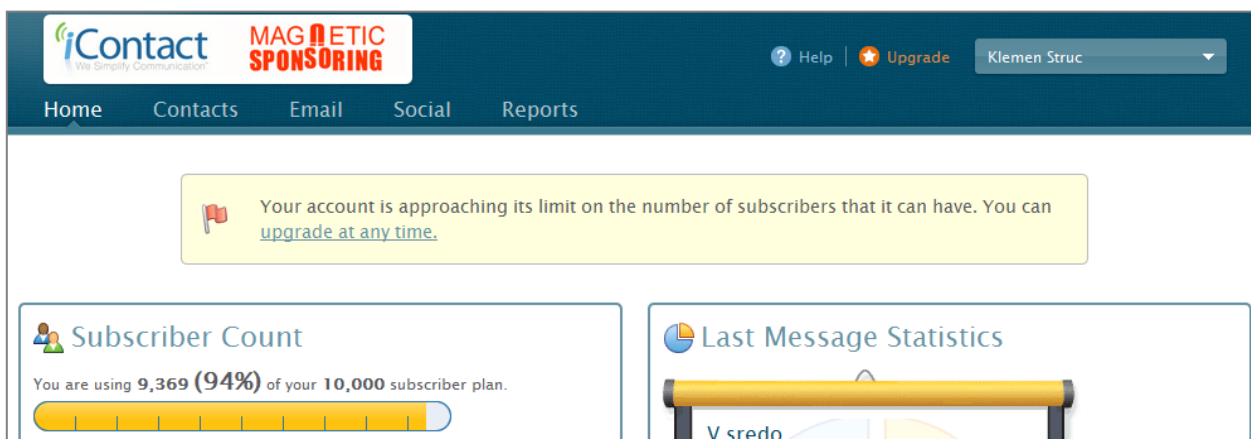 iContact
We Simplify Communication
MAGNETIC
SPONSORING
Help
Upgrade
Klemen Struc
Home
Contacts
Email
Social
Reports
Your account is approaching its limit on the number of subscribers that it can have. You can
upgrade at any time.
Subscriber Count
You are using 9,369 (94%) of your 10,000 subscriber plan.
Last Message Statistics
V sredo